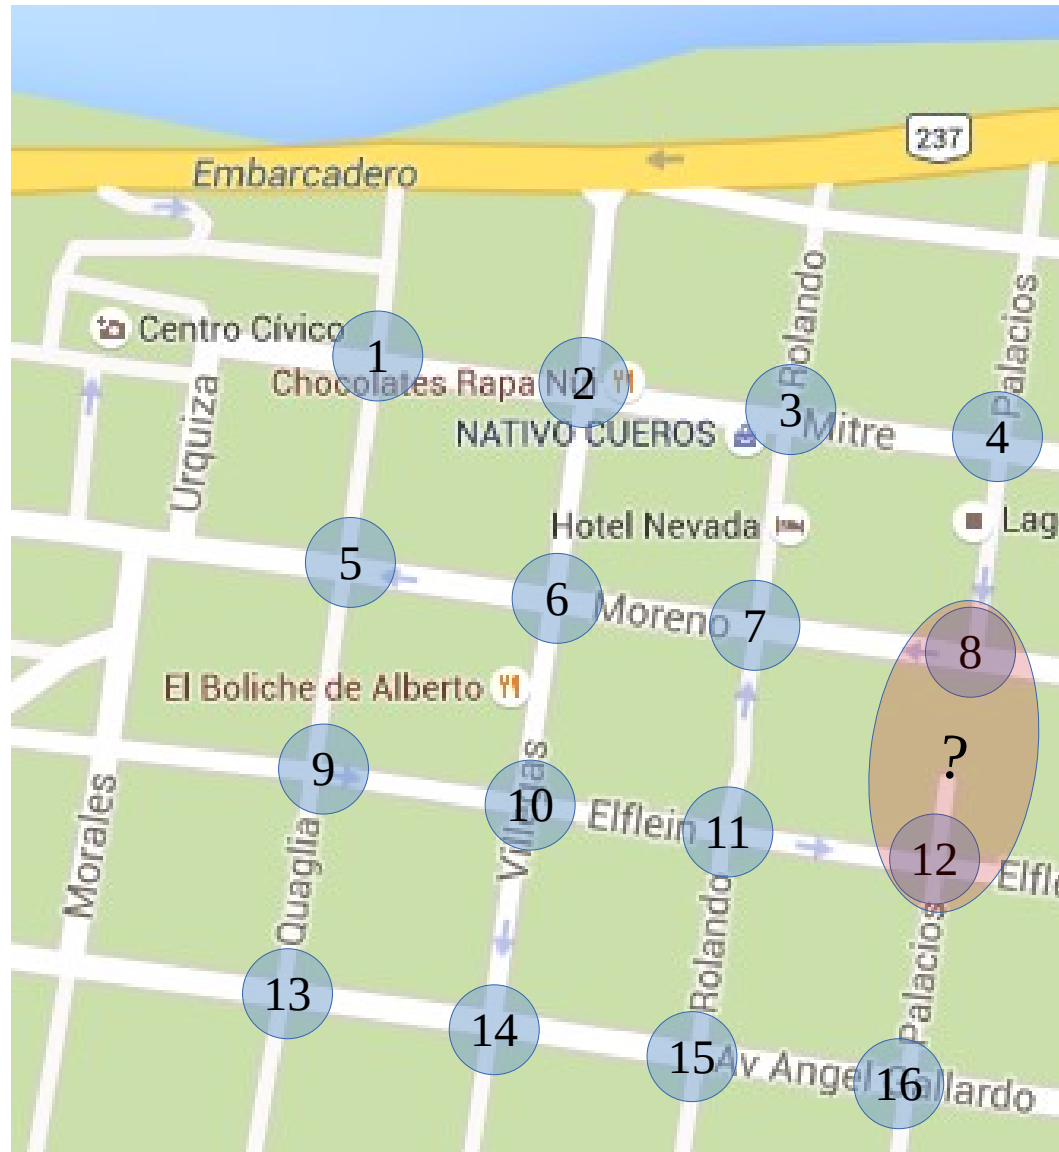 237
Embarcadero
Rolando
Palacios
Centro Cívico
1
Chocolates Rapa Nui
2
3
Mitre
4
NATIVO CUEROS
Urquiza
Hotel Nevada
Lag
5
6
Moreno
7
8
El Boliche de Alberto
?
9
10
Villegas
Elflein
11
12
Elfle
Morales
Quaglia
Rolando
Palacios
13
14
15
Av Angel Gallardo
16